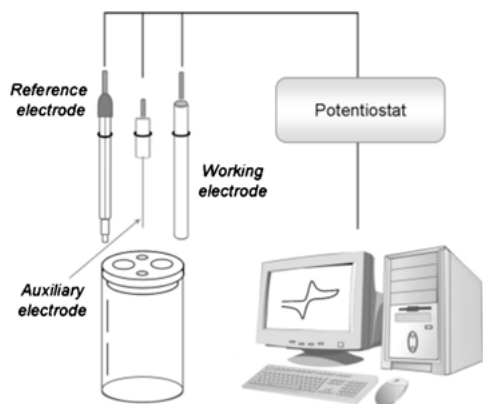 Reference
electrode
Potentiostat
Working
electrode
Auxiliary
electrode